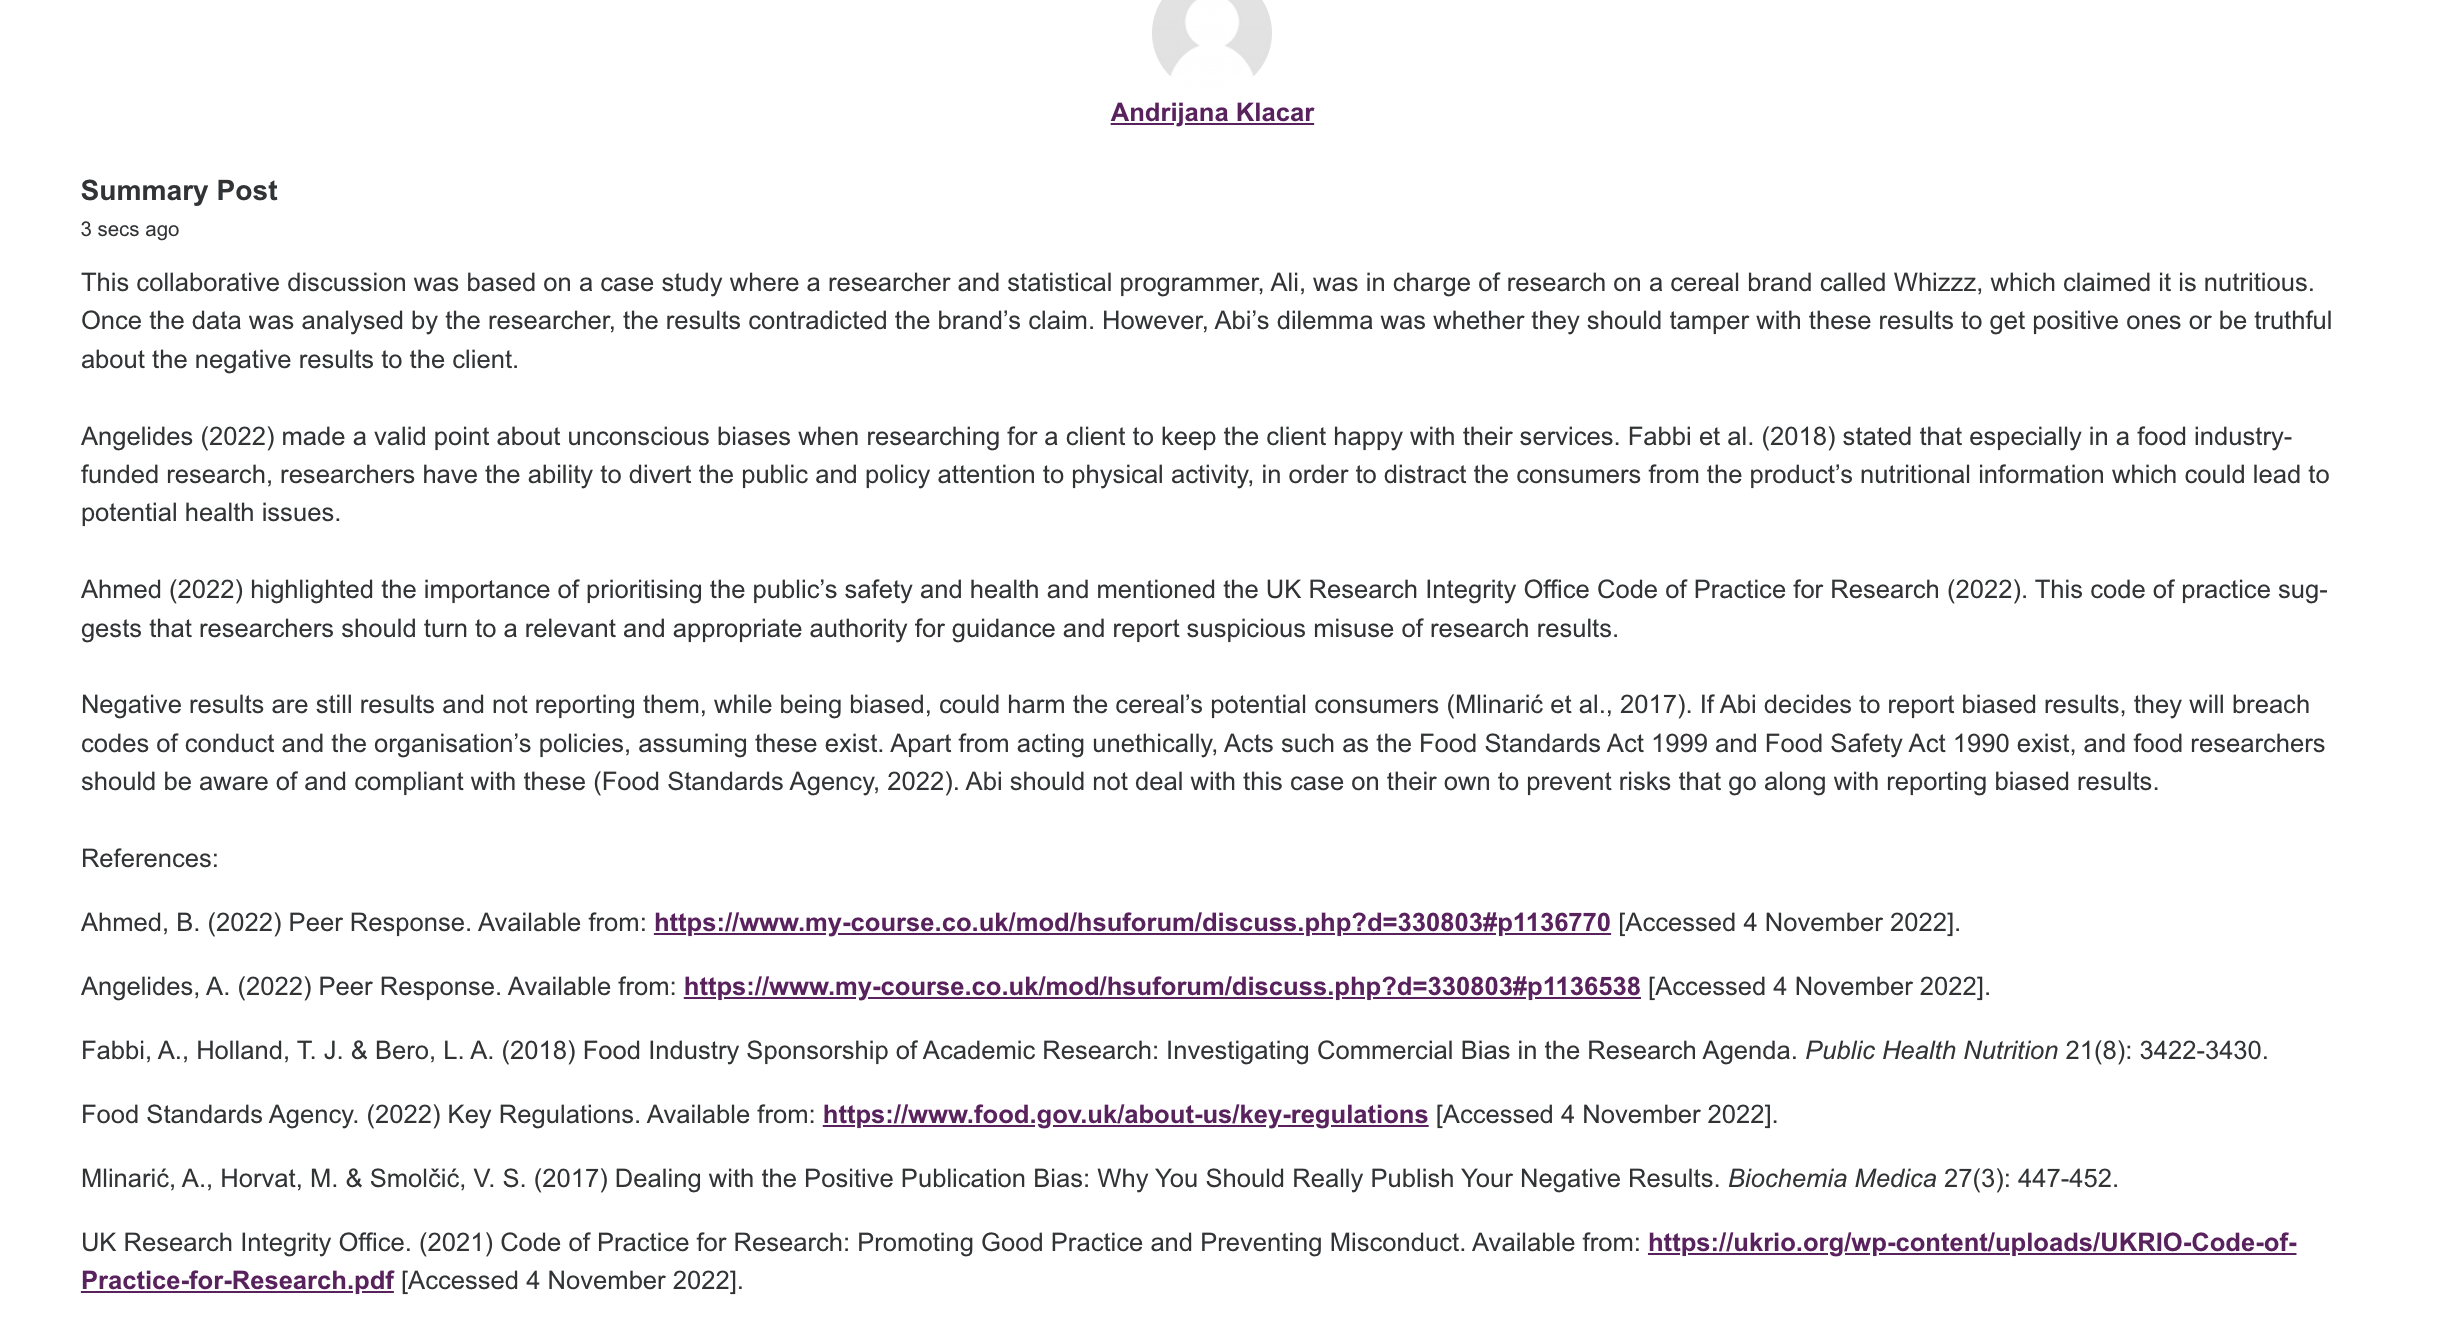 Andrijana Klacar
Summary Post
3 secs ago
This collaborative discussion was based on a case study where a researcher and statistical programmer, Ali, was in charge of research on a cereal brand called Whizzz, which claimed it is nutritious.
Once the data was analysed by the researcher, the results contradicted the brand’s claim. However, Abi’s dilemma was whether they should tamper with these results to get positive ones or be truthful
about the negative results to the client.
Angelides (2022) made a valid point about unconscious biases when researching for a client to keep the client happy with their services. Fabbi et al. (2018) stated that especially in a food industry-
funded research, researchers have the ability to divert the public and policy attention to physical activity, in order to distract the consumers from the product’s nutritional information which could lead to
potential health issues.
Ahmed (2022) highlighted the importance of prioritising the public’s safety and health and mentioned the UK Research Integrity Office Code of Practice for Research (2022). This code of practice sug-
gests that researchers should turn to a relevant and appropriate authority for guidance and report suspicious misuse of research results.
Negative results are still results and not reporting them, while being biased, could harm the cereal’s potential consumers (Mlinarić et al., 2017). If Abi decides to report biased results, they will breach
codes of conduct and the organisation’s policies, assuming these exist. Apart from acting unethically, Acts such as the Food Standards Act 1999 and Food Safety Act 1990 exist, and food researchers
should be aware of and compliant with these (Food Standards Agency, 2022). Abi should not deal with this case on their own to prevent risks that go along with reporting biased results.
References:
Ahmed, B. (2022) Peer Response. Available from: https://www.my-course.co.uk/mod/hsuforum/discuss.php?d=330803#p1136770 [Accessed 4 November 2022].
Angelides, A. (2022) Peer Response. Available from: https://www.my-course.co.uk/mod/hsuforum/discuss.php?d=330803#p1136538 [Accessed 4 November 2022].
Fabbi, A., Holland, T. J. & Bero, L. A. (2018) Food Industry Sponsorship of Academic Research: Investigating Commercial Bias in the Research Agenda. Public Health Nutrition 21(8): 3422-3430.
Food Standards Agency. (2022) Key Regulations. Available from: https://www.food.gov.uk/about-us/key-regulations [Accessed 4 November 2022].
Mlinarić, A., Horvat, M. & Smolčić, V. S. (2017) Dealing with the Positive Publication Bias: Why You Should Really Publish Your Negative Results. Biochemia Medica 27(3): 447-452.
UK Research Integrity Office. (2021) Code of Practice for Research: Promoting Good Practice and Preventing Misconduct. Available from: https://ukrio.org/wp-content/uploads/UKRIO-Code-of-
Practice-for-Research.pdf [Accessed 4 November 2022].